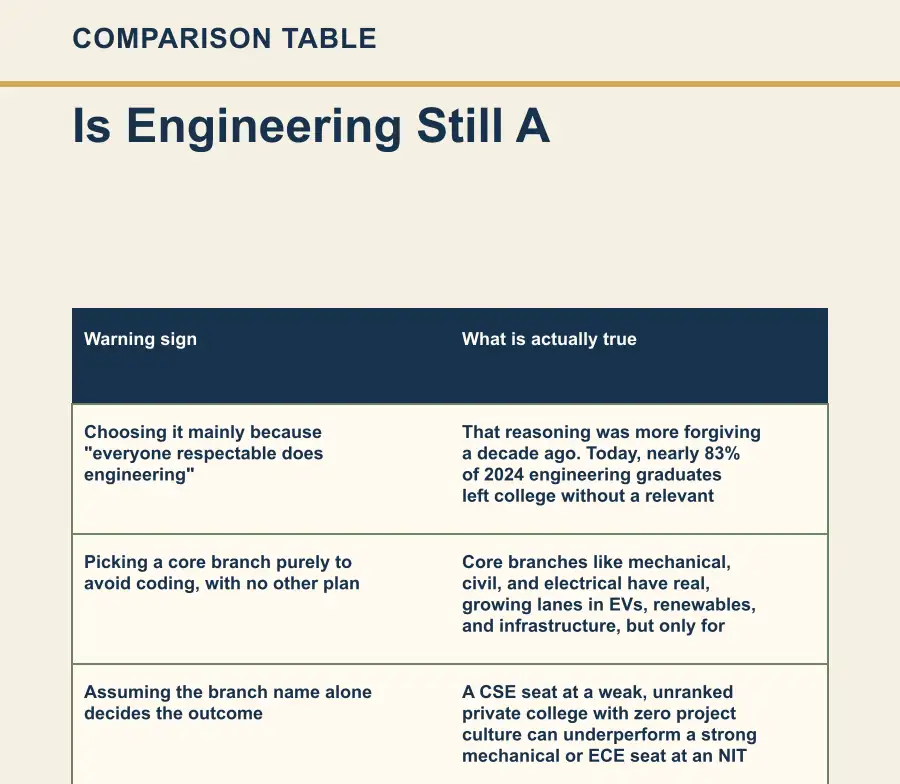 COMPARISON TABLE
Is Engineering Still A
Warning sign
What is actually true
Choosing it mainly because
"everyone respectable does
engineering"
That reasoning was more forgiving
a decade ago. Today, nearly 83%
of 2024 engineering graduates
left college without a relevant
Picking a core branch purely to
avoid coding, with no other plan
Core branches like mechanical,
civil, and electrical have real,
growing lanes in EVs, renewables,
and infrastructure, but only for
Assuming the branch name alone
decides the outcome
A CSE seat at a weak, unranked
private college with zero project
culture can underperform a strong
mechanical or ECE seat at an NIT